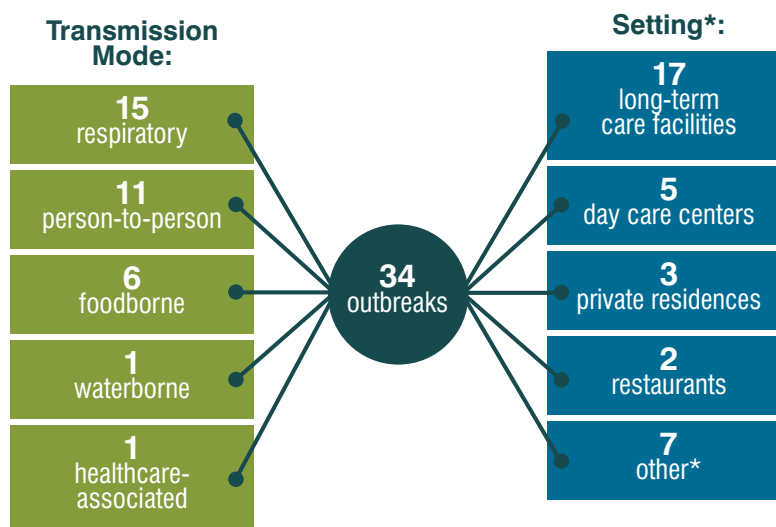 Transmission
Mode:
15
respiratory
11
person-to-person
6
foodborne
1
waterborne
1
healthcare-
associated
34
outbreaks
Setting*:
17
long-term
care facilities
5
day care centers
3
private residences
2
restaurants
7
other*